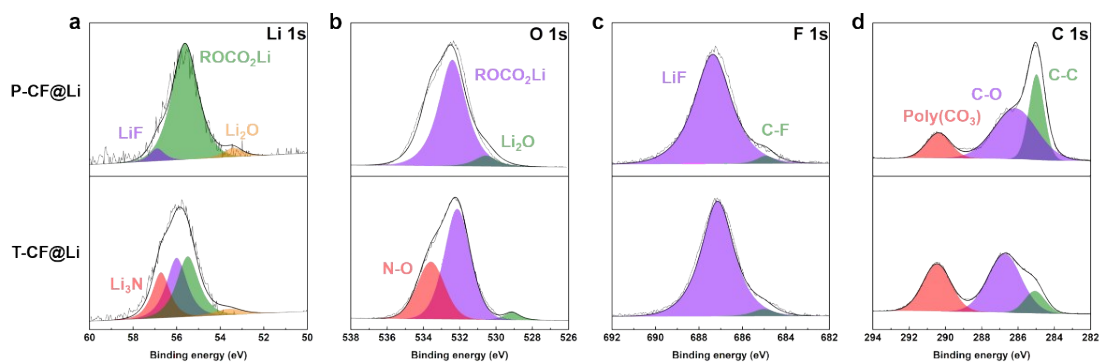 a
Li 1s
ROCO₂Li
LiF
Li₂O
P-CF@Li
Li₃N
T-CF@Li
60 58 56 54 52 50
Binding energy (eV)
b
O 1s
ROCO₂Li
Li₂O
N-O
538 536 534 532 530 528 526
Binding energy (eV)
c
F 1s
LiF
C-F
692 690 688 686 684 682
Binding energy (eV)
d
C 1s
C-C
C-O
Poly(CO₃)
294 292 290 288 286 284 282
Binding energy (eV)